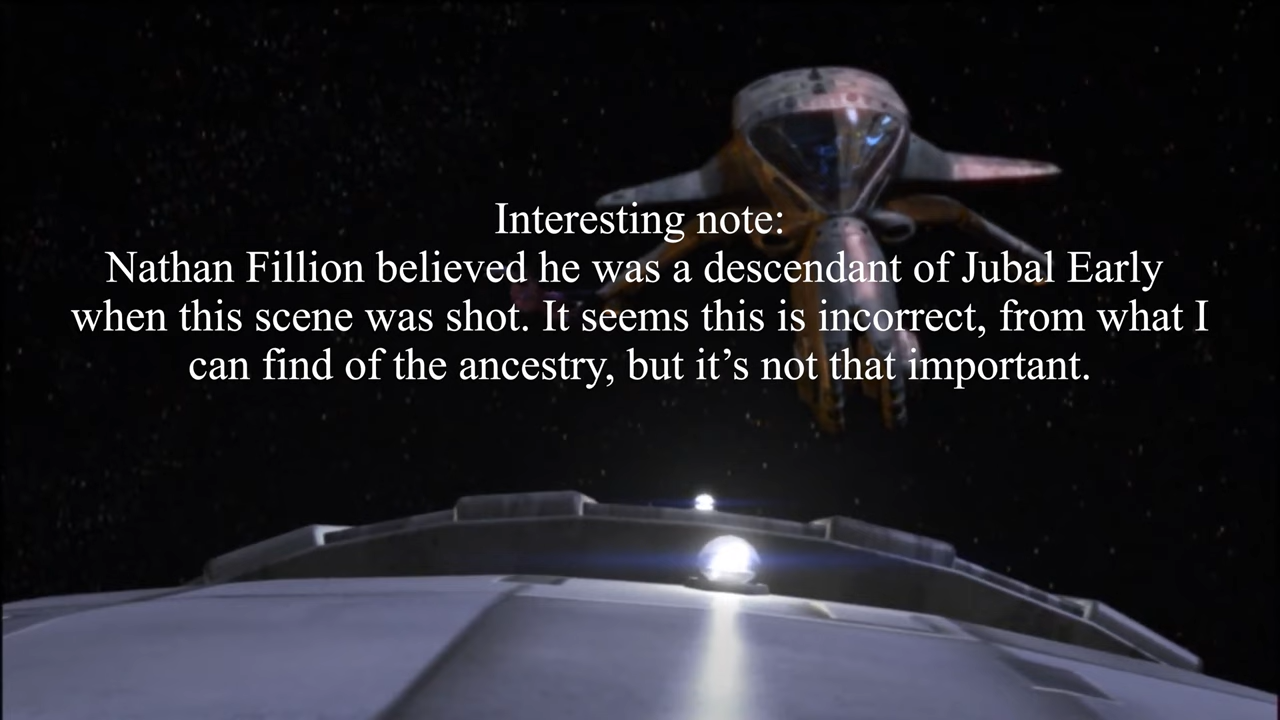 Interesting note:
Nathan Fillion believed he was a descendant of Jubal Early
when this scene was shot. It seems this is incorrect, from what I
can find of the ancestry, but it’s not that important.